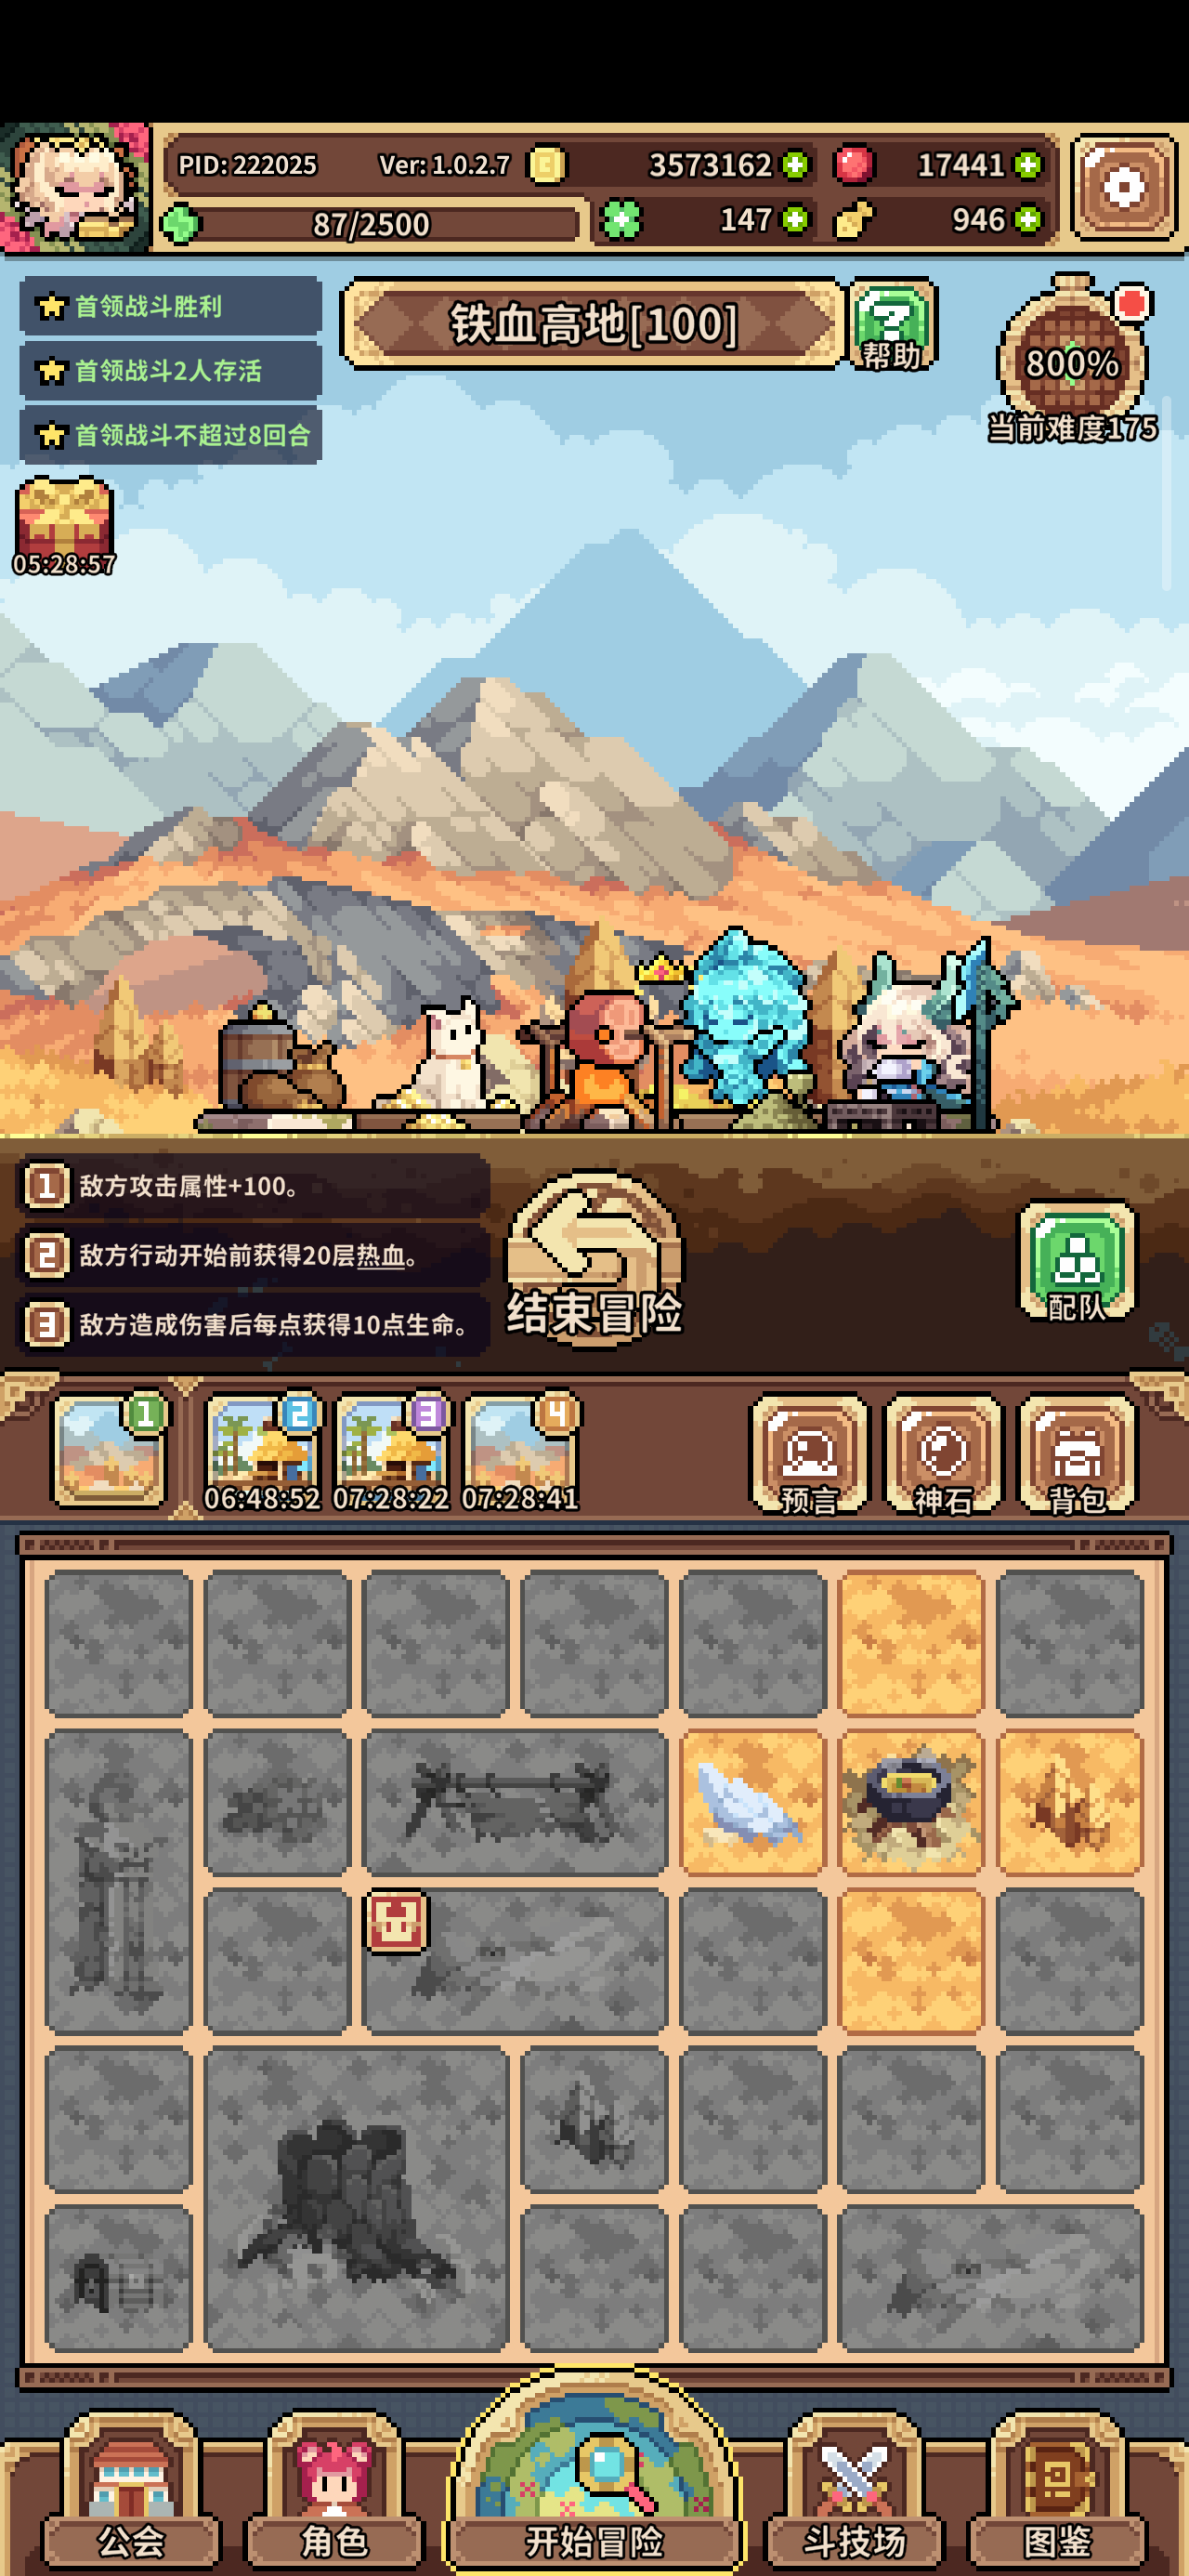 PID: 222025 Ver: 1.0.2.7 3573162 17441
87/2500 147 946
首领战斗胜利
首领战斗2人存活
首领战斗不超过8回合
铁血高地[100]
帮助
800%
当前难度175
05:28:57
1 敌方攻击属性+100。
2 敌方行动开始前获得20层热血。
3 敌方造成伤害后每点获得10点生命。
结束冒险
配队
1 2 3 4
06:48:52 07:28:22 07:28:41
预言 神石 背包
公会 角色 开始冒险 斗技场 图鉴